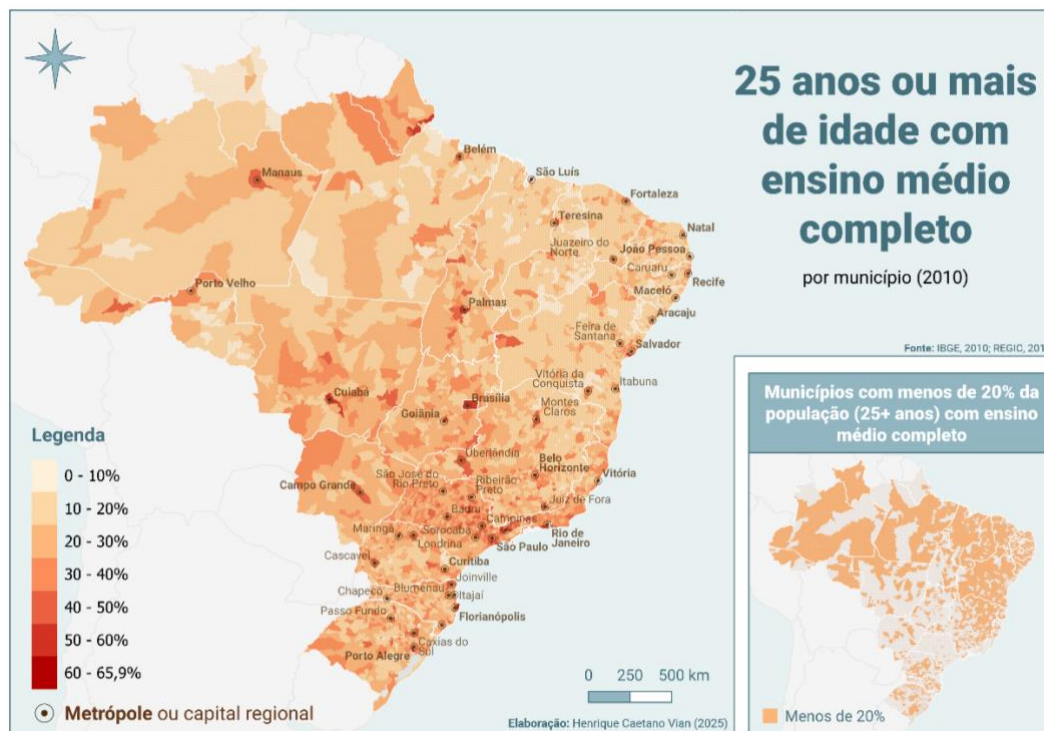 25 anos ou mais
de idade com
ensino médio
completo
por município (2010)
Fonte: IBGE, 2010; REGIC, 201
Manaus
Belém
São Luís
Fortaleza
Teresina
Natal
Juazeiro do
Norte
João Pessoa
Caruaru
Recife
Maceló
Porto Velho
Palmas
Aracaju
Feira de
Santana
Salvador
Vitória da
Conquista
Itabuna
Cuiabá
Brasília
Montes
Claros
Goiânia
Uberlândia
Belo
Horizonte
Vitória
São José do
Rio Preto
Ribeirão
Preto
Campo Grande
Juiz de Fora
Bauru
Campinas
Maringá
Sorocaba
Rio de
Janeiro
Londrina
São Paulo
Cascavel
Curitiba
Joinville
Chapecó
Blumenau
Itajaí
Passo Fundo
Florianópolis
Caxias do
Sul
Porto Alegre
Legenda
0 - 10%
10 - 20%
20 - 30%
30 - 40%
40 - 50%
50 - 60%
60 - 65,9%
Metrópole ou capital regional
0 250 500 km
Elaboração: Henrique Caetano Vian (2025)
Municípios com menos de 20% da
população (25+ anos) com ensino
médio completo
Menos de 20%